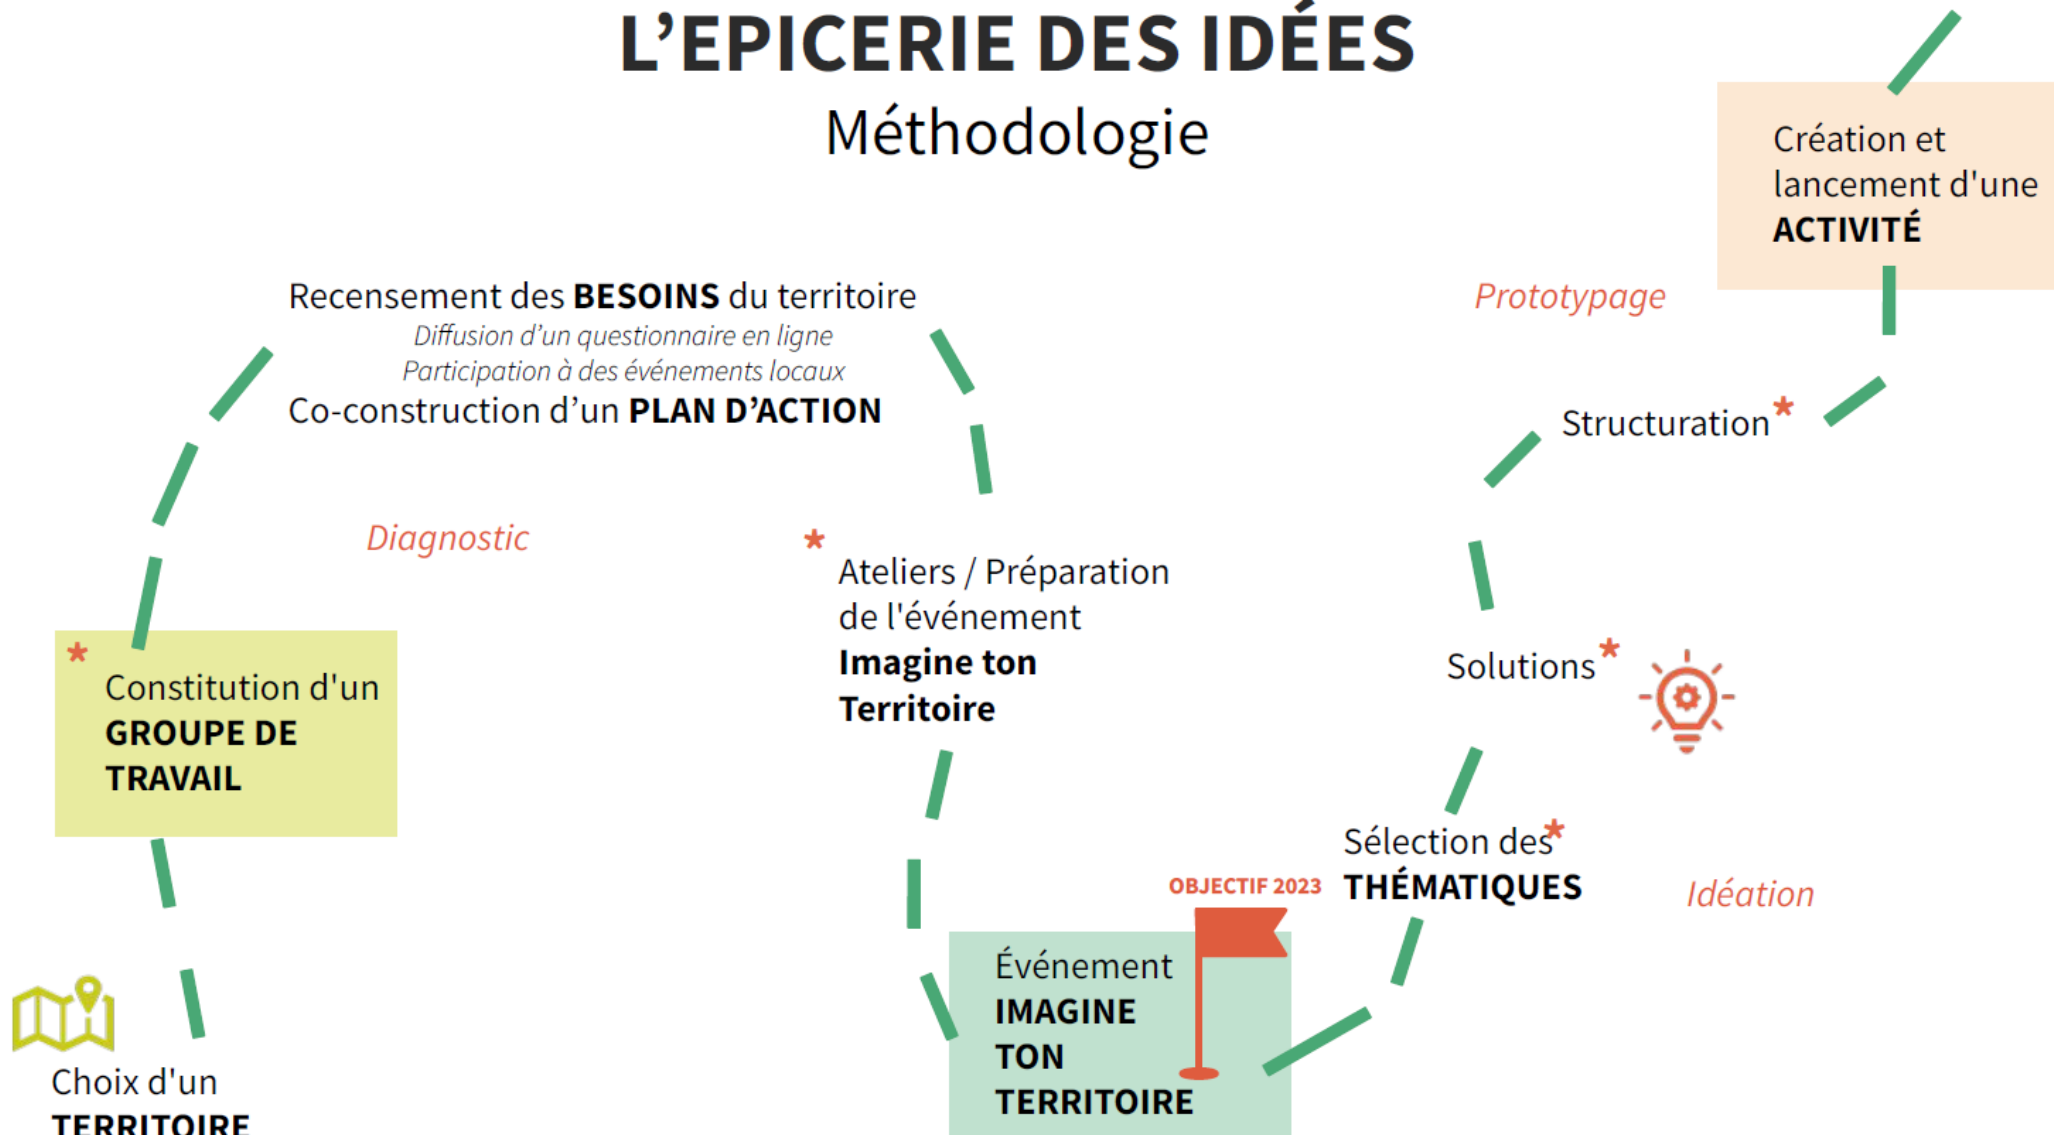 L’EPICERIE DES IDÉES
Méthodologie
Création et
lancement d'une
ACTIVITÉ
Recensement des BESOINS du territoire
Diffusion d’un questionnaire en ligne
Participation à des événements locaux
Co-construction d’un PLAN D’ACTION
Prototypage
Structuration*
Diagnostic
*
Ateliers / Préparation
de l'événement
Imagine ton
Territoire
*
Constitution d'un
GROUPE DE
TRAVAIL
Solutions*
Sélection des*
THÉMATIQUES
Idéation
OBJECTIF 2023
Événement
IMAGINE
TON
TERRITOIRE
Choix d'un
TERRITOIRE